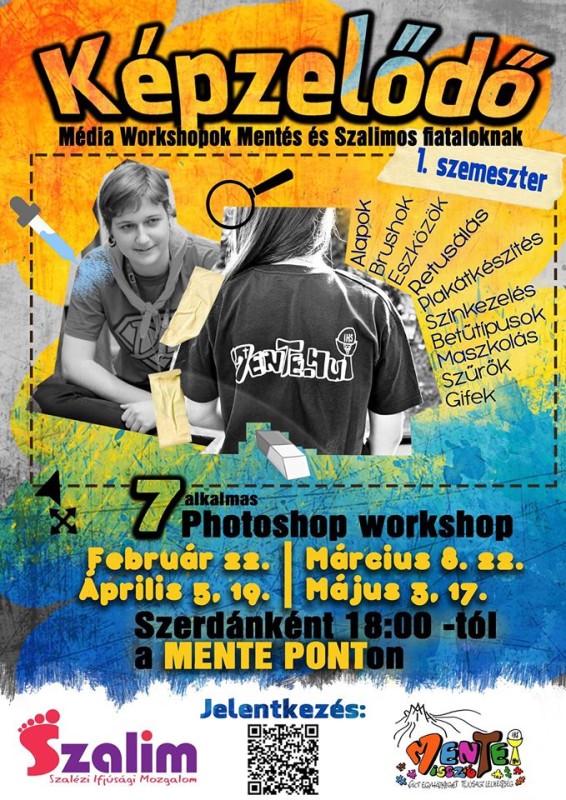 Képzelődő
Média Workshopok Mentés és Szalimos fiataloknak
1. szemeszter
Alapok
Brushok
Eszközök
Retusálás
Plakátkészítés
Színkezelés
Betűtípusok
Maszkolás
Szűrők
Gifek
IHS
7 alkalmas
Photoshop workshop
Február 22. | Március 8. 22.
Április 5, 19. | Május 3, 17.
Szerdánként 18:00 -tól
a MENTE PONTon
Jelentkezés:
Szalim
Szalézi Ifjúsági Mozgalom
MENTEI